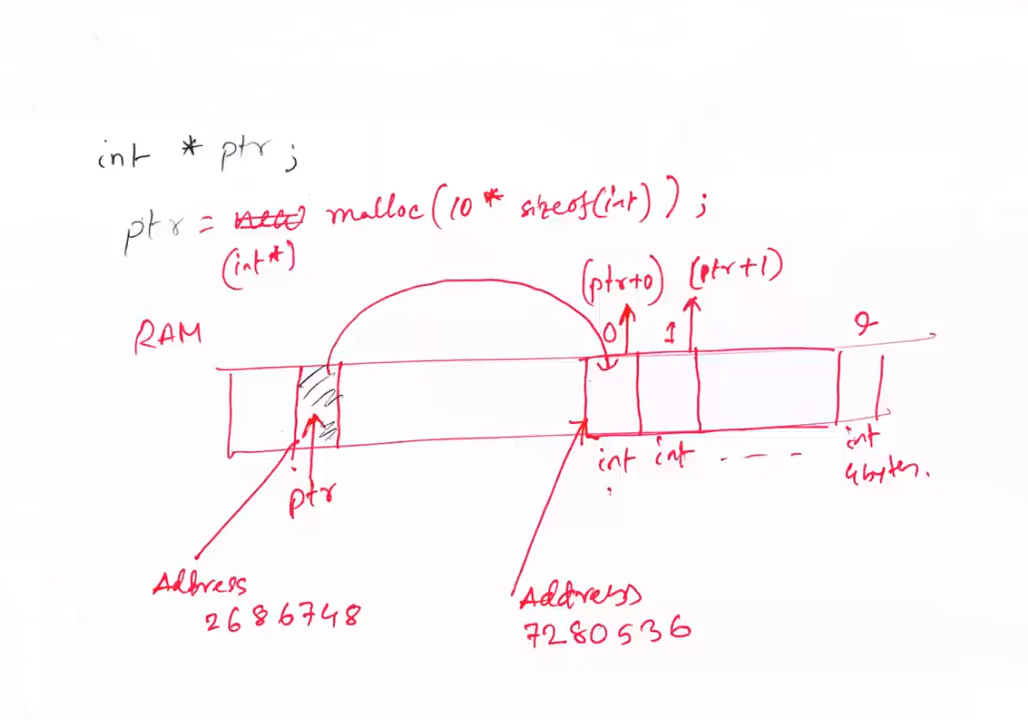 int * ptr ;
ptr = malloc(10 * sizeof(int)) ;
(int*)
(ptr+0) (ptr+1)
RAM
0 1 9
int int - - - int
4bytes.
ptr
Address
2686748
Address
7280536